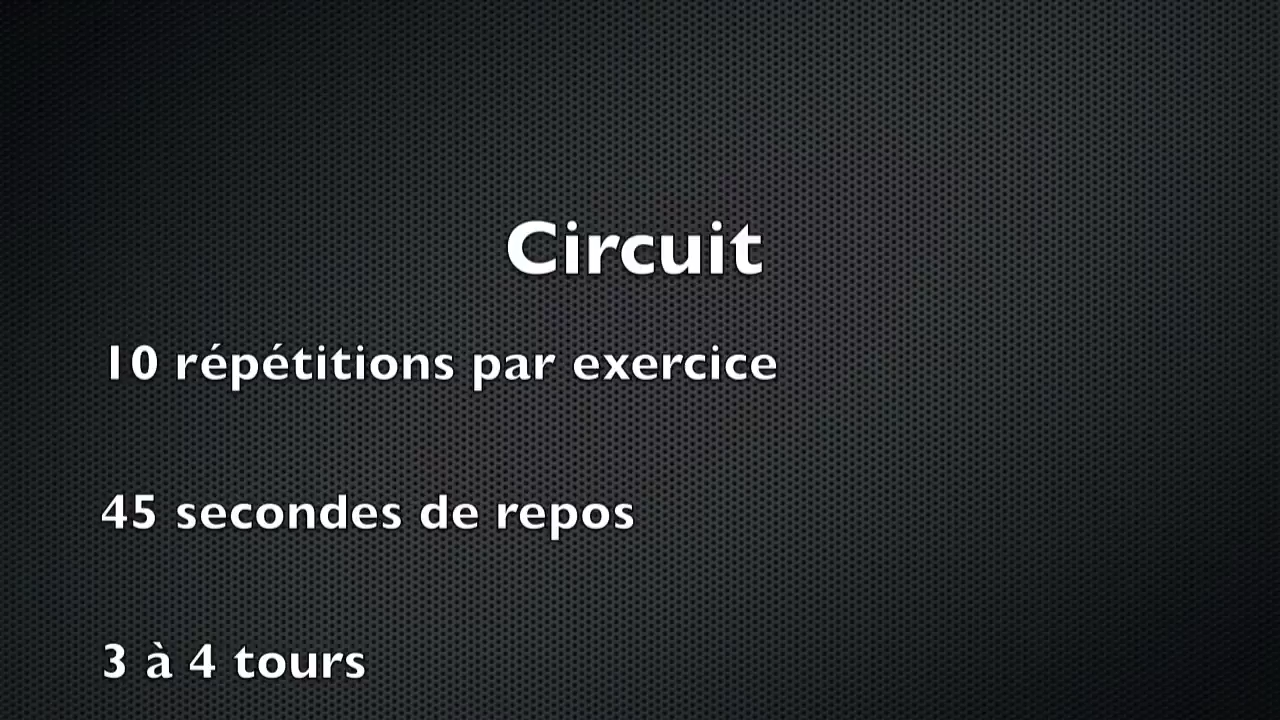 Circuit
10 répétitions par exercice
45 secondes de repos
3 à 4 tours